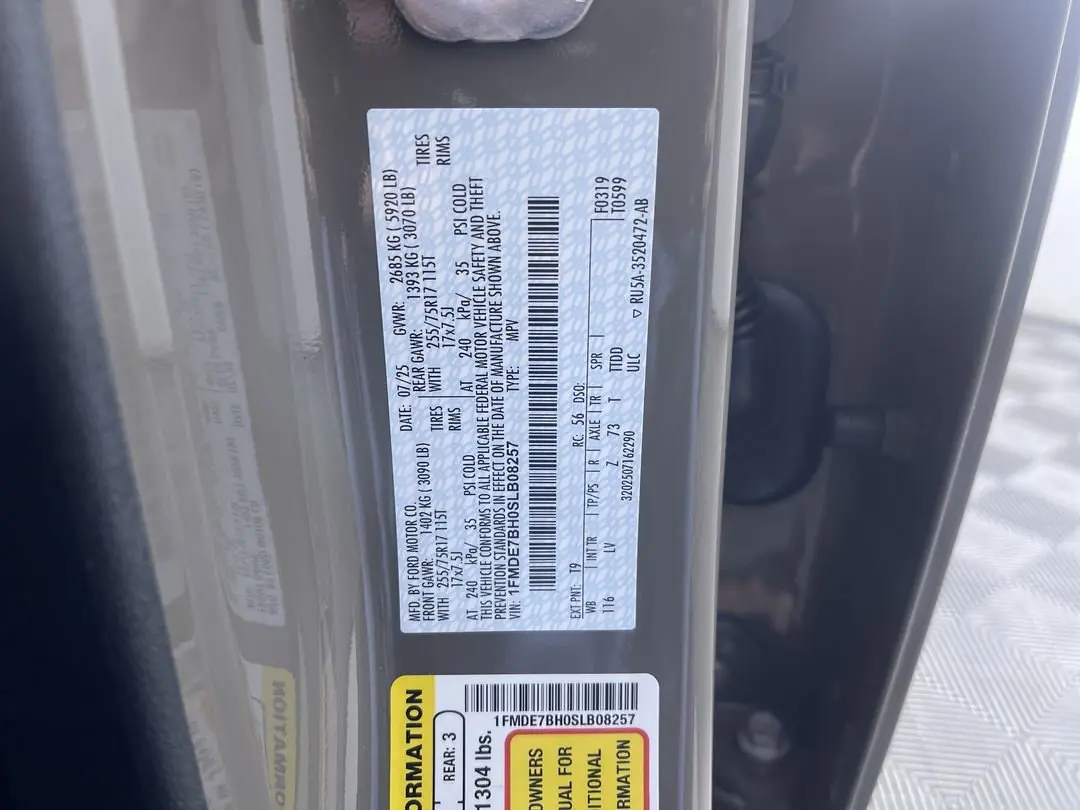 MFD. BY FORD MOTOR CO.
DATE: 07/25 GVWR: 2685 KG ( 5920 LB)
FRONT GAWR: 1402 KG ( 3090 LB) REAR GAWR: 1393 KG ( 3070 LB)
WITH 255/75R17 115T TIRES WITH 255/75R17 115T TIRES
17x7.5J RIMS 17x7.5J RIMS
AT 240 kPa/ 35 PSI COLD AT 240 kPa/ 35 PSI COLD
THIS VEHICLE CONFORMS TO ALL APPLICABLE FEDERAL MOTOR VEHICLE SAFETY AND THEFT
PREVENTION STANDARDS IN EFFECT ON THE DATE OF MANUFACTURE SHOWN ABOVE.
VIN: 1FMDE7BH0SLB08257 TYPE: MPV
EXT PNT: T9 RC: 56 DSO: F0319
WB INT TR TP/PS R AXLE TR SPR T0599
116 LV Z 73 T TTDD
ULC
3202507162290
▽ RU5A-3520472-AB
ORMATION
REAR: 3
1304 lbs.
1FMDE7BH0SLB08257
OWNERS
UAL FOR
ITIONAL
RMATION